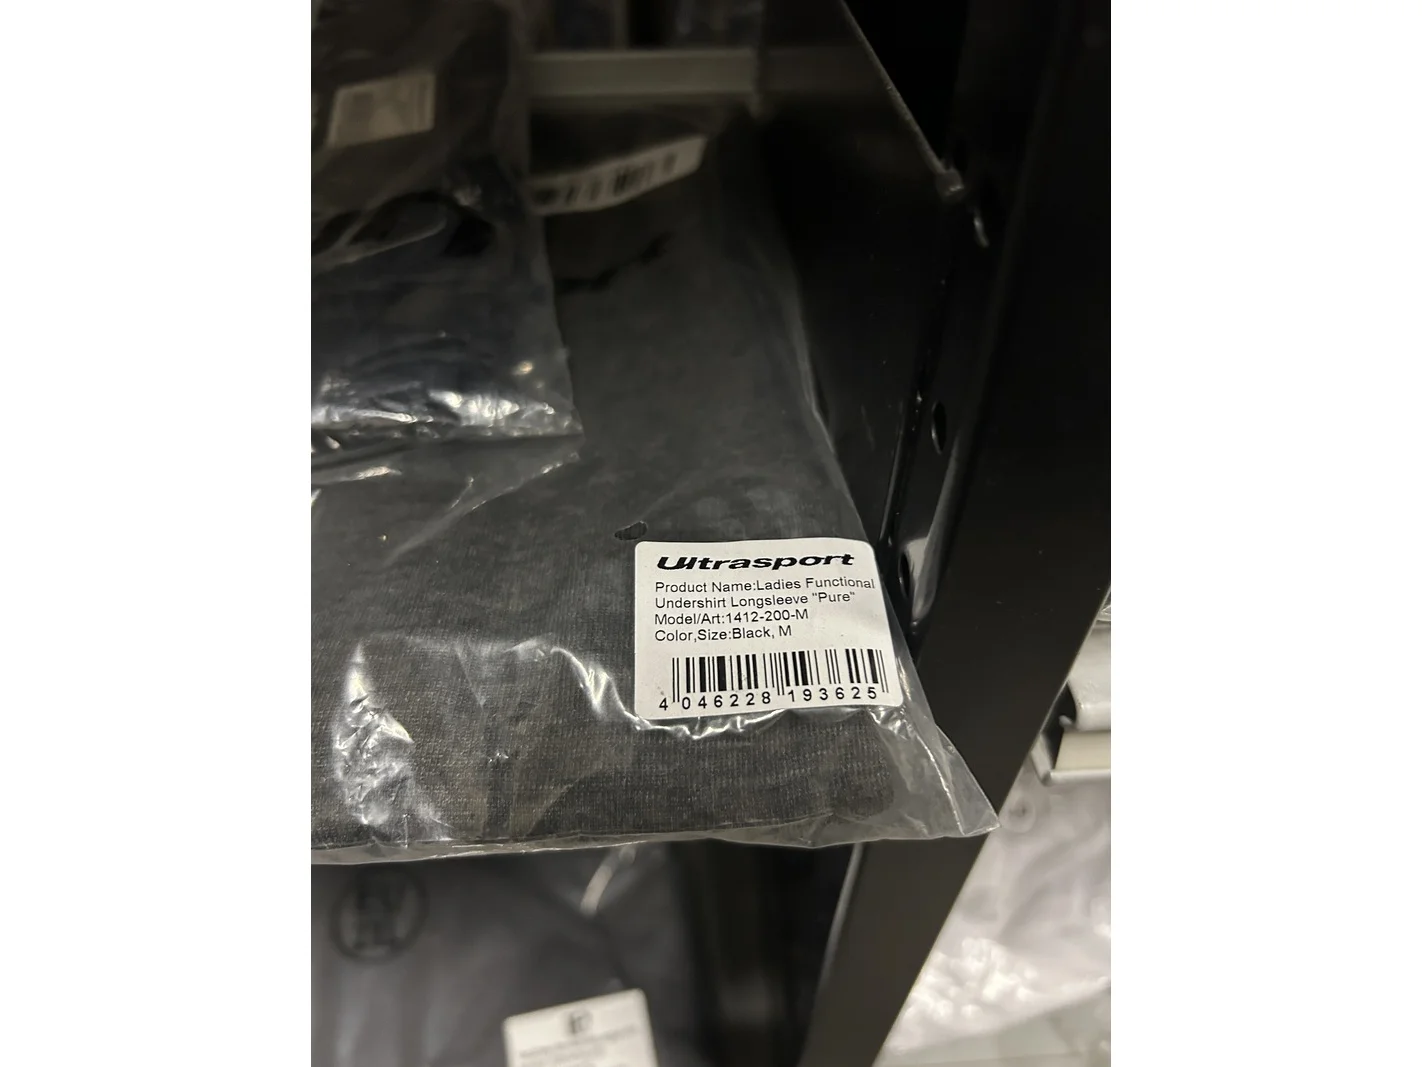 Ultrasport
Product Name:Ladies Functional
Undershirt Longsleeve "Pure"
Model/Art:1412-200-M
Color,Size:Black, M
4 046228 193625